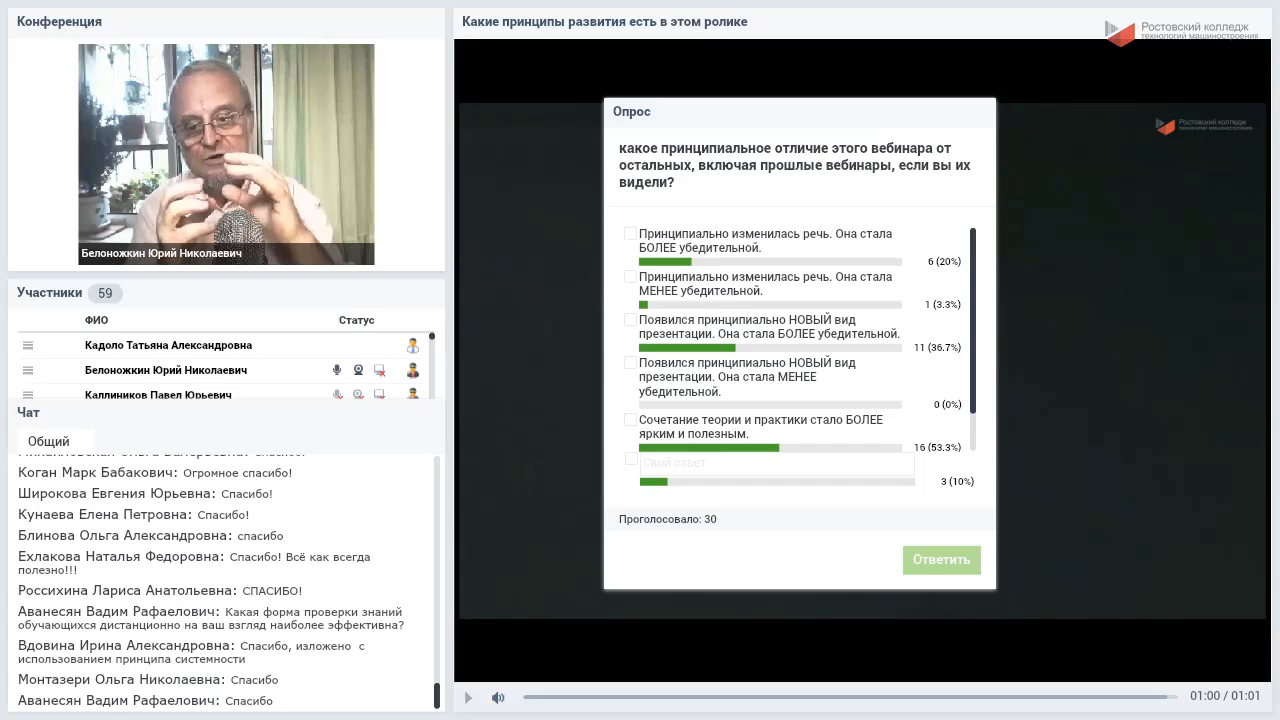 Конференция
Белоножкин Юрий Николаевич
Участники 59
ФИО Статус
Кадоло Татьяна Александровна
Белоножкин Юрий Николаевич
Каллиников Павел Юрьевич
Чат
Общий
Коган Марк Бабакович: Огромное спасибо!
Широкова Евгения Юрьевна: Спасибо!
Кунаева Елена Петровна: Спасибо!
Блинова Ольга Александровна: спасибо
Ехлакова Наталья Федоровна: Спасибо! Всё как всегда
полезно!!!
Россихина Лариса Анатольевна: СПАСИБО!
Аванесян Вадим Рафаелович: Какая форма проверки знаний
обучающихся дистанционно на ваш взгляд наиболее эффективна?
Вдовина Ирина Александровна: Спасибо, изложено с
использованием принципа системности
Монтазери Ольга Николаевна: Спасибо
Аванесян Вадим Рафаелович: Спасибо
Какие принципы развития есть в этом ролике
Ростовский колледж
технологий машиностроения
Ростовский колледж
технологий машиностроения
Опрос
какое принципиальное отличие этого вебинара от
остальных, включая прошлые вебинары, если вы их
видели?
Принципиально изменилась речь. Она стала
БОЛЕЕ убедительной.
6 (20%)
Принципиально изменилась речь. Она стала
МЕНЕЕ убедительной.
1 (3.3%)
Появился принципиально НОВЫЙ вид
презентации. Она стала БОЛЕЕ убедительной.
11 (36.7%)
Появился принципиально НОВЫЙ вид
презентации. Она стала МЕНЕЕ
убедительной.
0 (0%)
Сочетание теории и практики стало БОЛЕЕ
ярким и полезным.
16 (53.3%)
Свой ответ
3 (10%)
Проголосовало: 30
Ответить
01:00 / 01:01